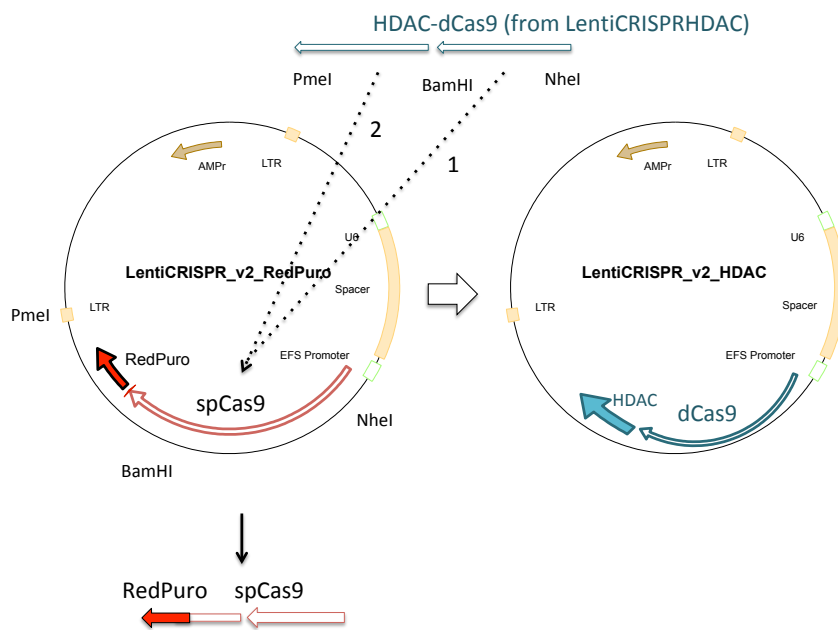 HDAC-dCas9 (from LentiCRISPRHDAC)
PmeI
BamHI
NheI
2
1
AMPr
LTR
U6
LentiCRISPR_v2_RedPuro
Spacer
PmeI
LTR
RedPuro
EFS Promoter
spCas9
NheI
BamHI
AMPr
LTR
U6
LentiCRISPR_v2_HDAC
Spacer
LTR
EFS Promoter
HDAC
dCas9
RedPuro spCas9